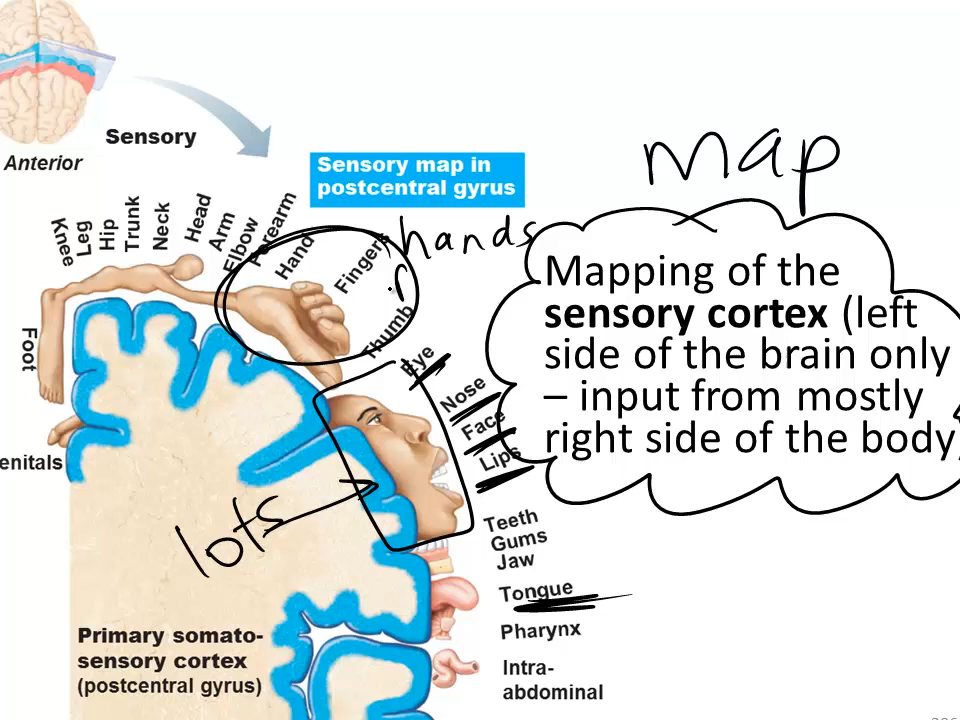 Sensory
Anterior
Sensory map in
postcentral gyrus
map
Knee
Leg
Hip
Trunk
Neck
Head
Arm
Elbow
Forearm
Hand
Fingers
Thumb
hands
Eye
Nose
Face
Lips
Mapping of the
sensory cortex (left
side of the brain only
– input from mostly
right side of the body)
Foot
enitals
lots
Teeth
Gums
Jaw
Tongue
Pharynx
Intra-
abdominal
Primary somato-
sensory cortex
(postcentral gyrus)